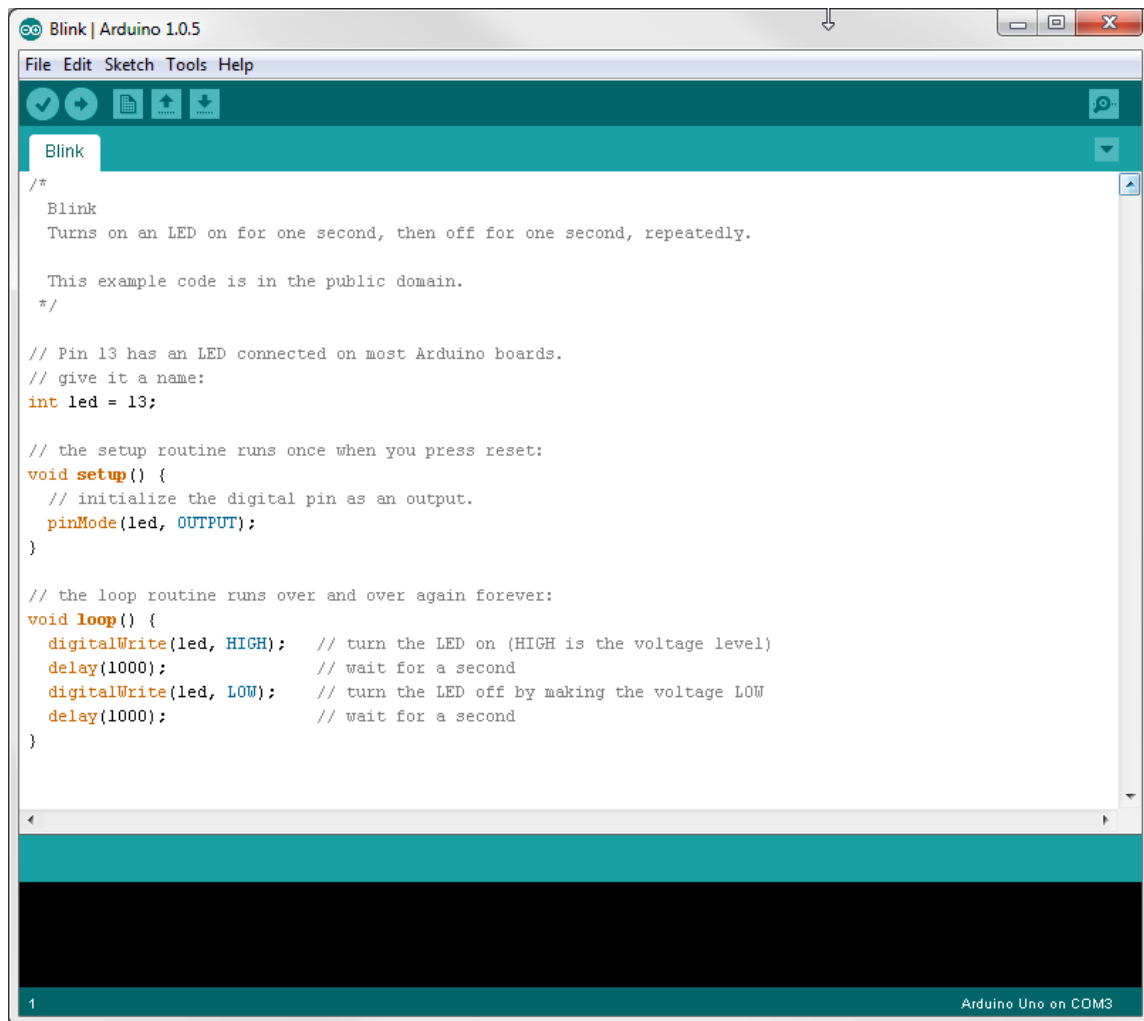 Blink | Arduino 1.0.5
File Edit Sketch Tools Help
Blink
/*
  Blink
  Turns on an LED on for one second, then off for one second, repeatedly.

  This example code is in the public domain.
 */

// Pin 13 has an LED connected on most Arduino boards.
// give it a name:
int led = 13;

// the setup routine runs once when you press reset:
void setup() {
  // initialize the digital pin as an output.
  pinMode(led, OUTPUT);
}

// the loop routine runs over and over again forever:
void loop() {
  digitalWrite(led, HIGH);   // turn the LED on (HIGH is the voltage level)
  delay(1000);               // wait for a second
  digitalWrite(led, LOW);    // turn the LED off by making the voltage LOW
  delay(1000);               // wait for a second
}
1 Arduino Uno on COM3